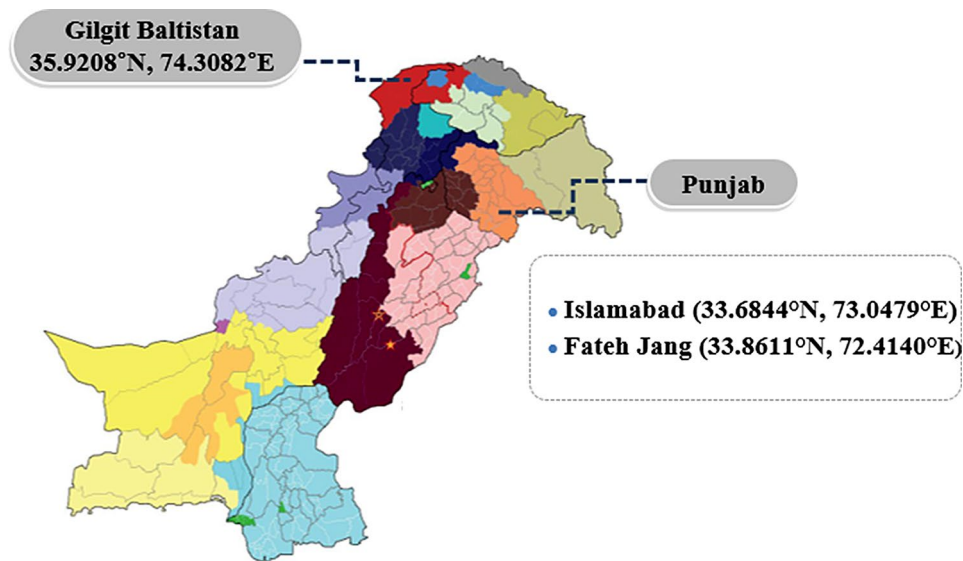 Gilgit Baltistan
35.9208°N, 74.3082°E
Punjab
• Islamabad (33.6844°N, 73.0479°E)
• Fateh Jang (33.8611°N, 72.4140°E)